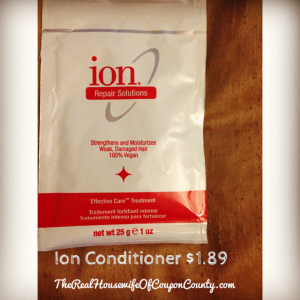 ion®
Repair Solutions
Strengthens and Moisturizes
Weak, Damaged Hair
100% Vegan
Effective Care™ Treatment
Traitement fortifiant intense
Tratamiento intenso para fortalecer
net wt 25 g e 1 oz
Ion Conditioner $1.89
TheRealHousewifeOfCouponCounty.com